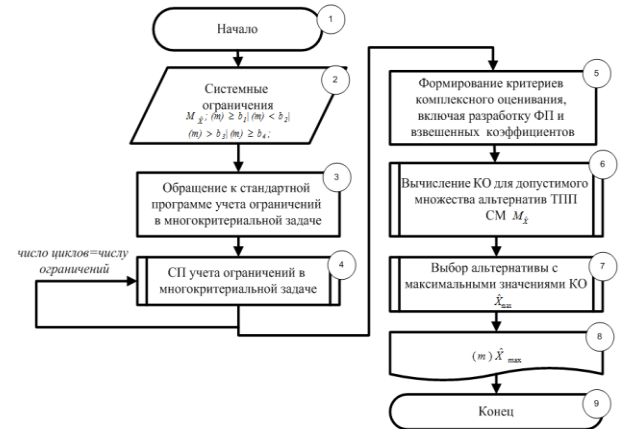 1
Начало
2
Системные
ограничения
M x̂; (m) ≥ b₁| (m) < b₂|
(m) > b₃| (m) ≥ b₄;
3
Обращение к стандартной
программе учета ограничений
в многокритериальной задаче
число циклов=числу
ограничений
4
СП учета ограничений в
многокритериальной задаче
5
Формирование критериев
комплексного оценивания,
включая разработку ФП и
взвешенных коэффициентов
6
Вычисление КО для допустимого
множества альтернатив ТПП
СМ M x̂
7
Выбор альтернативы с
максимальными значениями КО
X̂max
8
(m) X̂ max
9
Конец